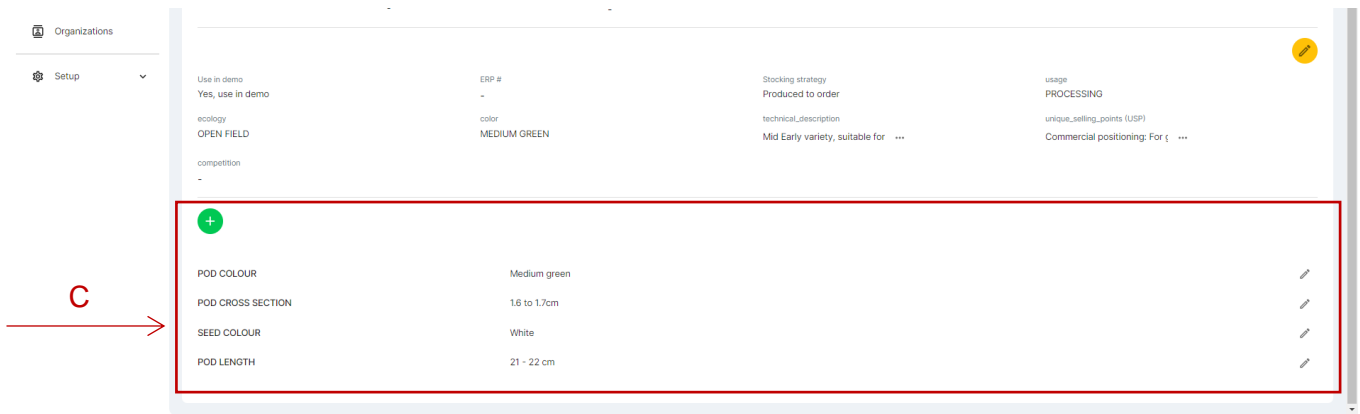 Organizations
Setup
Use in demo ERP # Stocking strategy usage
Yes, use in demo - Produced to order PROCESSING
ecology color technical_description unique_selling_points (USP)
OPEN FIELD MEDIUM GREEN Mid Early variety, suitable for ••• Commercial positioning: For •••
competition
-
+
POD COLOUR Medium green
POD CROSS SECTION 1.6 to 1.7cm
C
SEED COLOUR White
POD LENGTH 21 - 22 cm